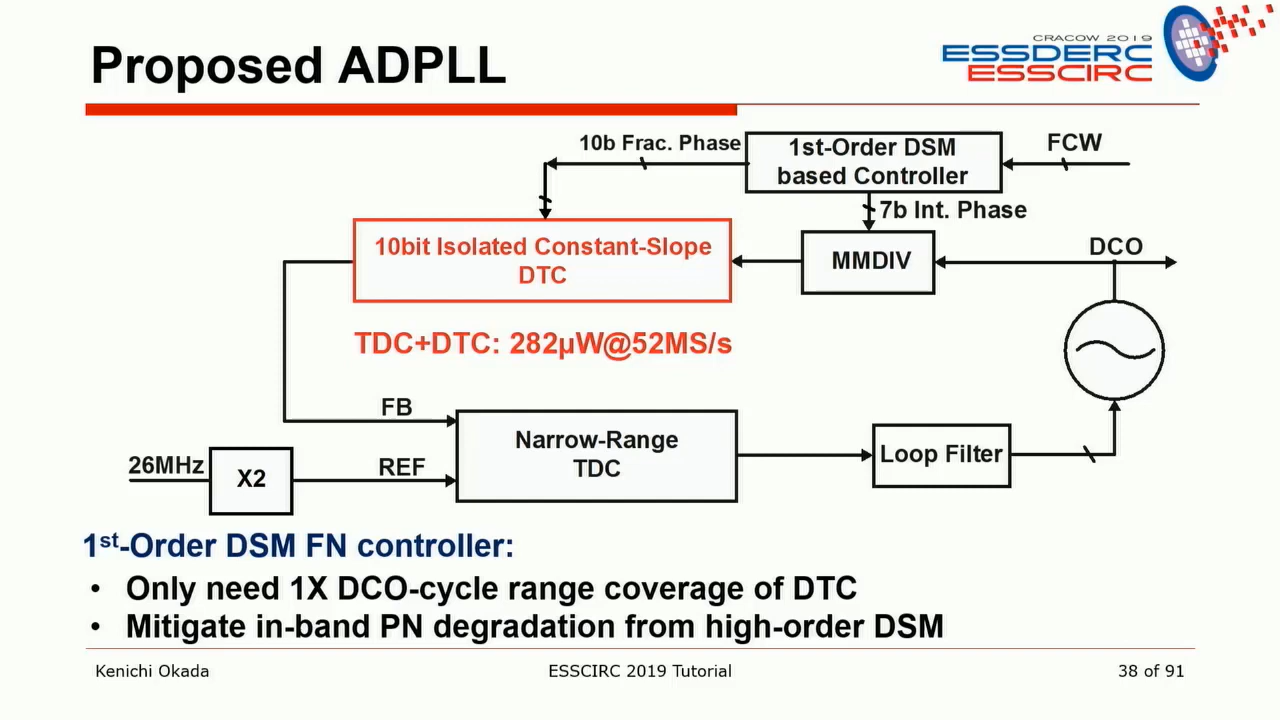 Proposed ADPLL
CRACOW 2019
ESSDERC
ESSCIRC
10b Frac. Phase
1st-Order DSM
based Controller
FCW
7b Int. Phase
10bit Isolated Constant-Slope
DTC
MMDIV
DCO
TDC+DTC: 282µW@52MS/s
FB
Narrow-Range
TDC
Loop Filter
26MHz
X2
REF
1st-Order DSM FN controller:
• Only need 1X DCO-cycle range coverage of DTC
• Mitigate in-band PN degradation from high-order DSM
Kenichi Okada
ESSCIRC 2019 Tutorial
38 of 91